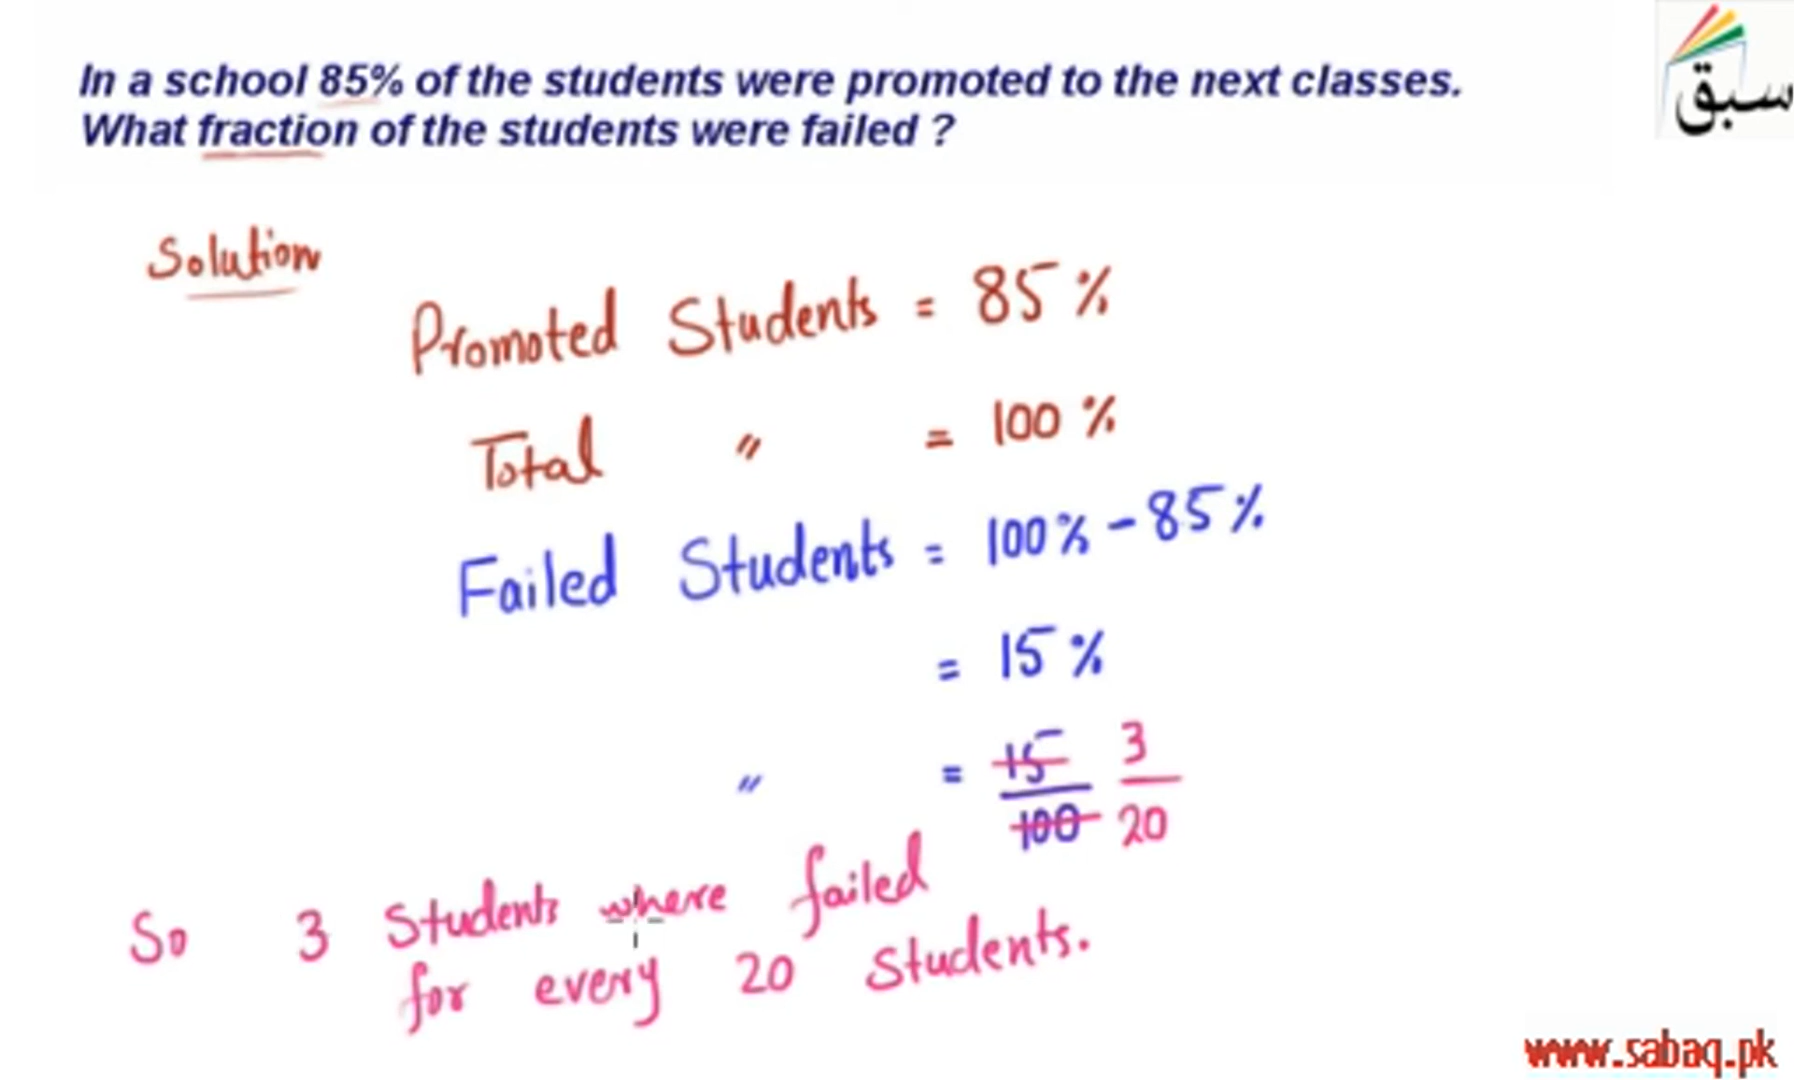 In a school 85% of the students were promoted to the next classes.
What fraction of the students were failed ?
سبق
Solution
Promoted Students = 85%
Total " = 100%
Failed Students = 100% - 85%
= 15%
" = 15/100 3/20
So 3 Students where failed
for every 20 students.
www.sabaq.pk